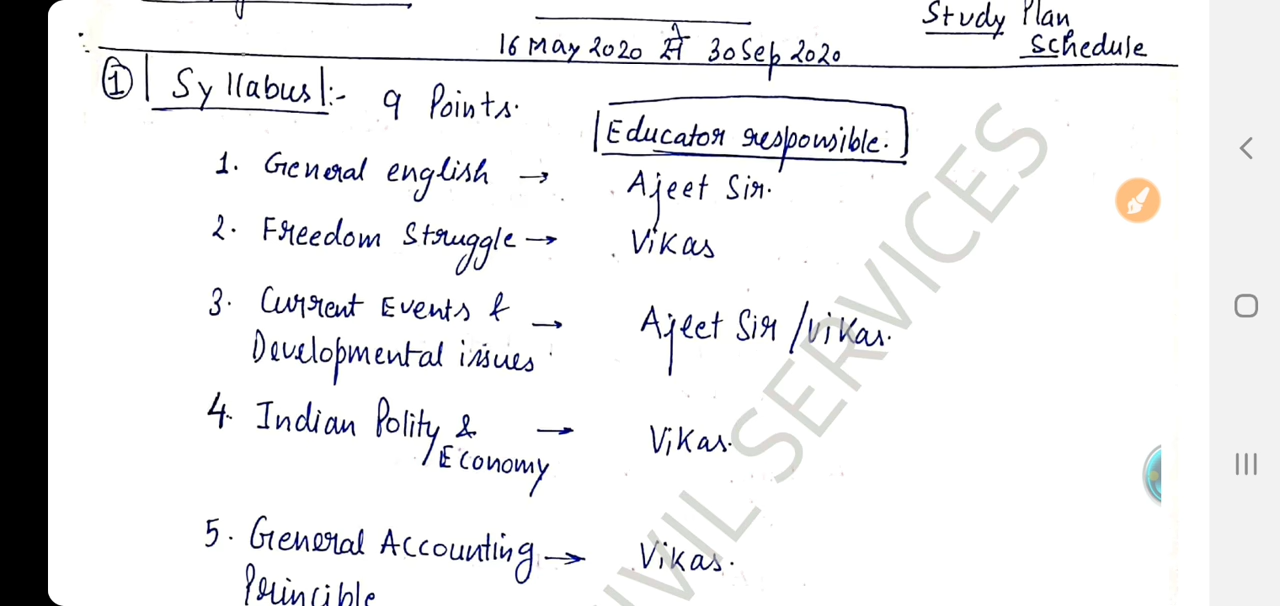 Study Plan
Schedule
16 May 2020 से 30 Sep 2020
① Syllabus :- 9 Points.
Educator responsible.
1. General english → Ajeet Sir.
2. Freedom Struggle → Vikas
3. Current Events & → Ajeet Sir / Vikas.
Developmental issues
4. Indian Polity & → Vikas.
Economy
5. General Accounting → Vikas.
Princible
CIVIL SERVICES